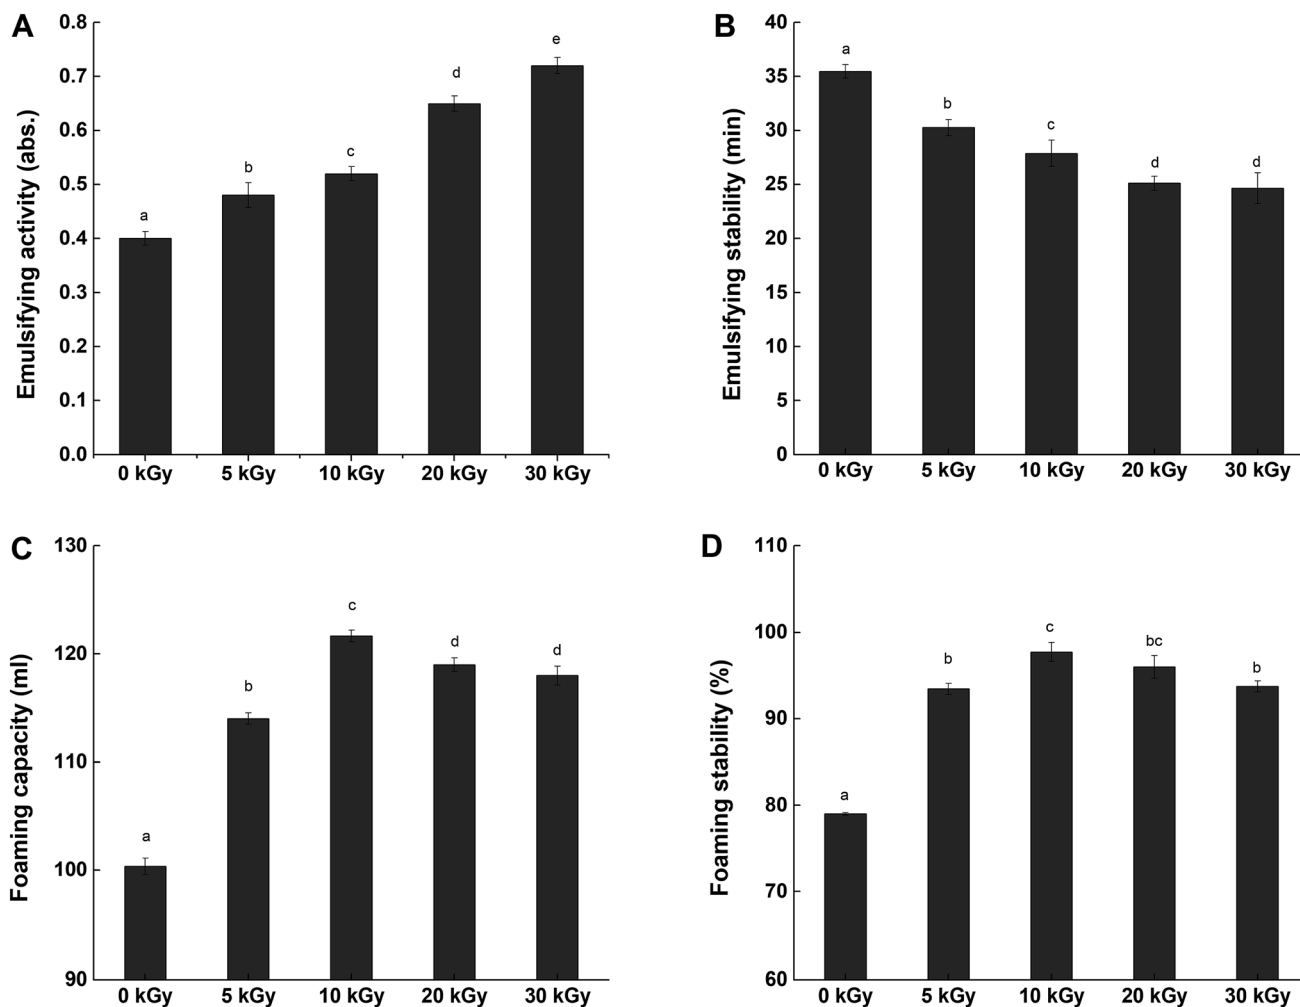 A
Emulsifying activity (abs.)
0.8
0.7
0.6
0.5
0.4
0.3
0.2
0.1
0.0
a
b
c
d
e
0 kGy 5 kGy 10 kGy 20 kGy 30 kGy
B
Emulsifying stability (min)
40
35
30
25
20
15
10
5
0
a
b
c
d
d
0 kGy 5 kGy 10 kGy 20 kGy 30 kGy
C
Foaming capacity (ml)
130
120
110
100
90
a
b
c
d
d
0 kGy 5 kGy 10 kGy 20 kGy 30 kGy
D
Foaming stability (%)
110
100
90
80
70
60
a
b
c
bc
b
0 kGy 5 kGy 10 kGy 20 kGy 30 kGy